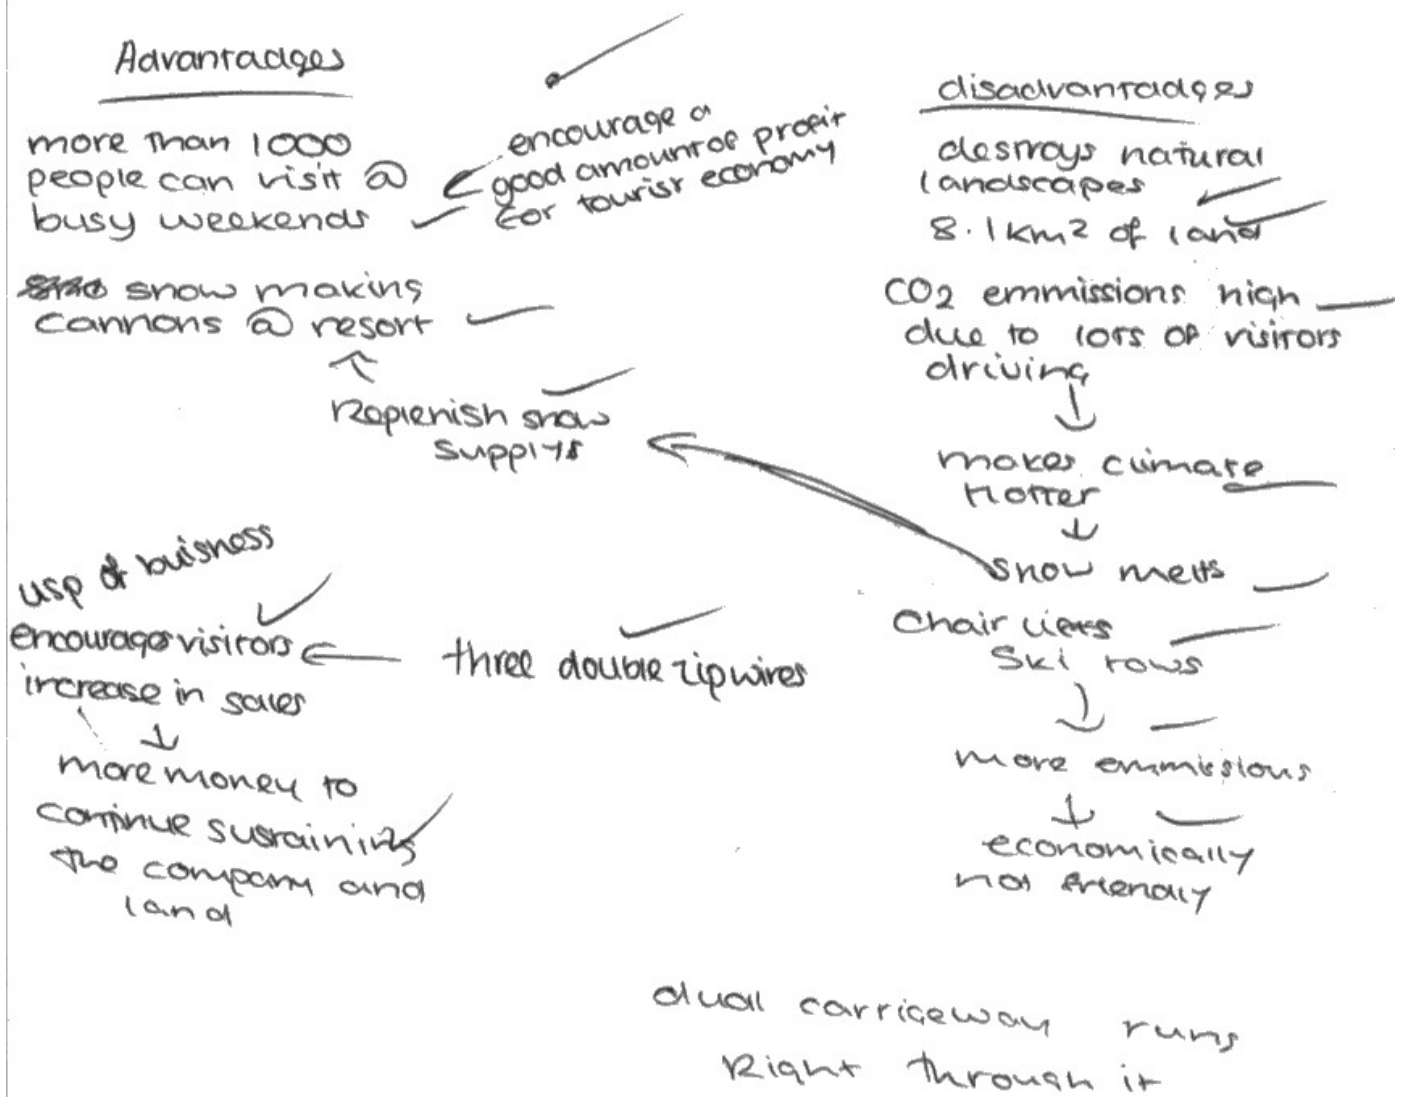 Advantadges
more than 1000
people can visit @
busy weekends
encourage a
good amount of profit
for tourist economy
snow making
cannons @ resort
Replenish snow
supplys
usp of buisness
encourages visitors
increase in sales
three double zip wires
more money to
continue sustaining
the company and
land
disadvantadges
destroys natural
landscapes
8.1km2 of land
CO2 emmissions high
due to lots of visitors
driving
makes climate
hotter
snow melts
Chair lifts
Ski tows
more emmissions
economically
not friendly
dual carrigeway runs
Right through it